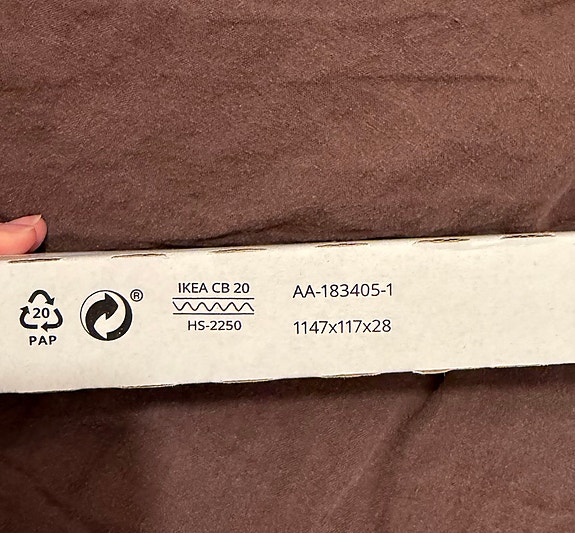 20
PAP
®
IKEA CB 20
HS-2250
AA-183405-1
1147x117x28